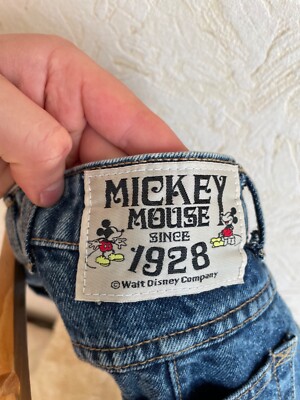 MICKEY
MOUSE
SINCE
1928
© Walt Disney Company